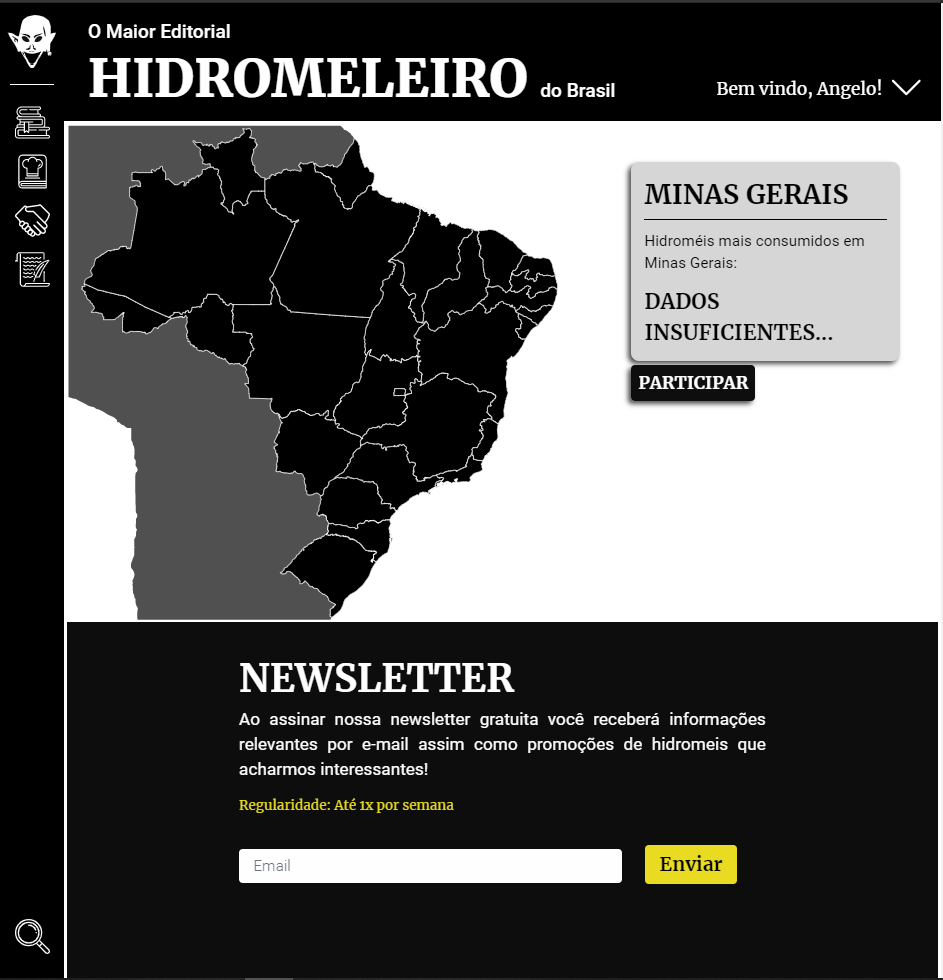 O Maior Editorial
HIDROMELEIRO do Brasil
Bem vindo, Angelo!
MINAS GERAIS
Hidroméis mais consumidos em
Minas Gerais:
DADOS
INSUFICIENTES...
PARTICIPAR
NEWSLETTER
Ao assinar nossa newsletter gratuita você receberá informações
relevantes por e-mail assim como promoções de hidromeis que
acharmos interessantes!
Regularidade: Até 1x por semana
Email
Enviar